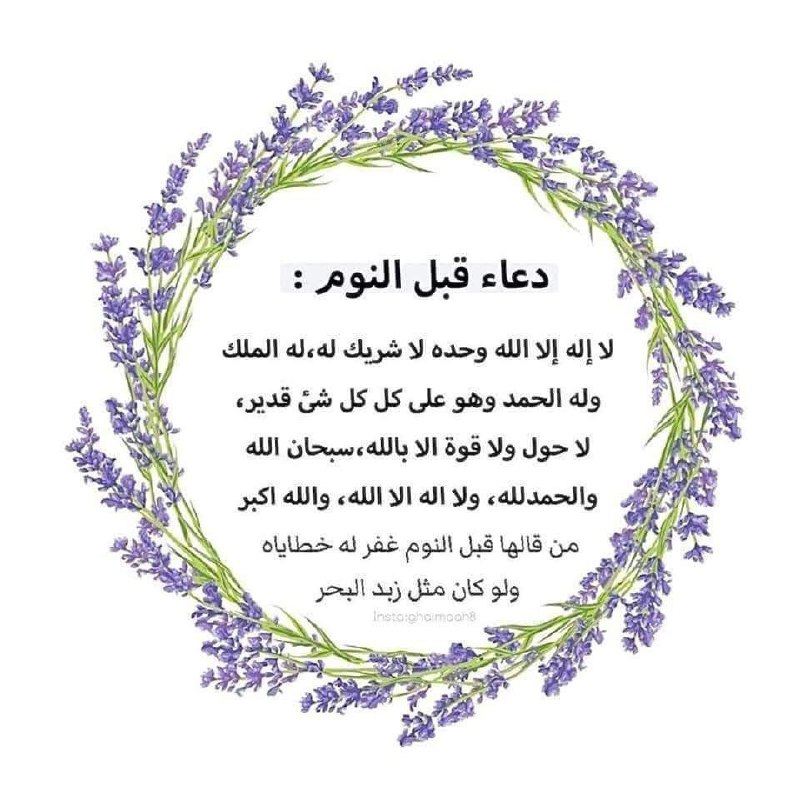 دعاء قبل النوم :
لا إله إلا الله وحده لا شريك له،له الملك
وله الحمد وهو على كل كل شئ قدير،
لا حول ولا قوة الا بالله،سبحان الله
والحمدلله، ولا اله الا الله، والله اكبر
من قالها قبل النوم غفر له خطاياه
ولو كان مثل زبد البحر
Insta:ghaimaah8